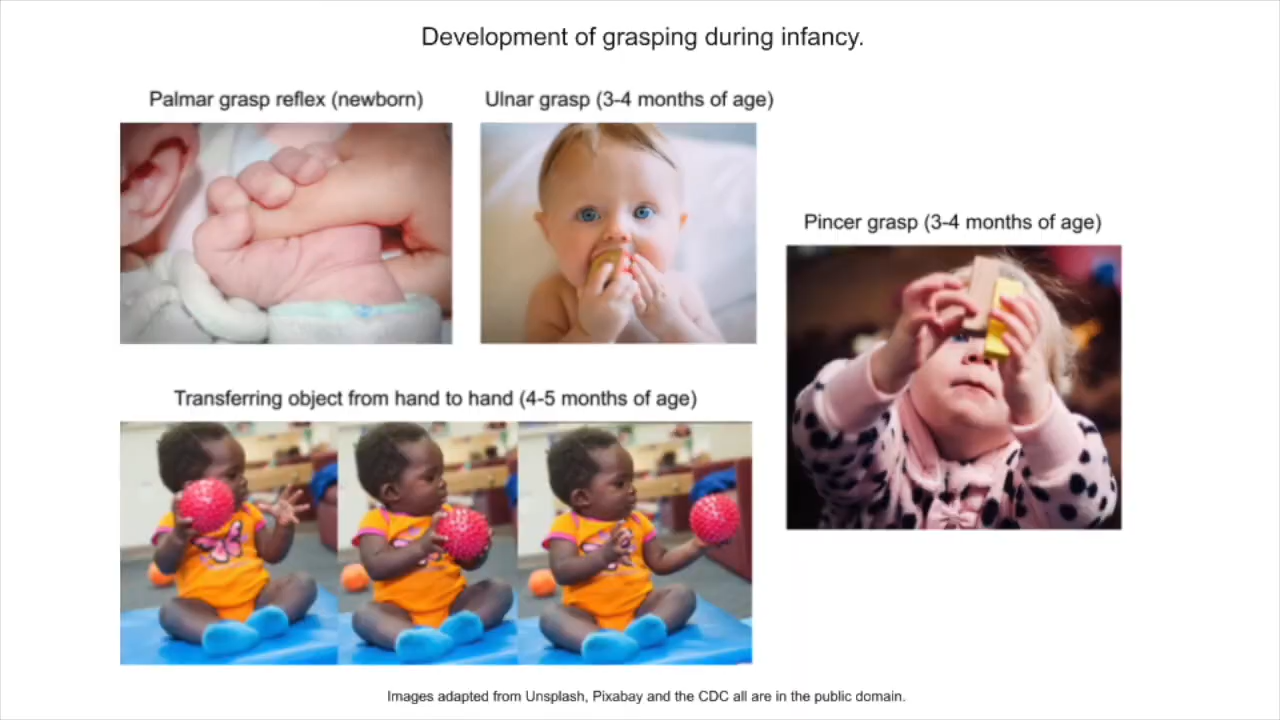 Development of grasping during infancy.
Palmar grasp reflex (newborn)
Ulnar grasp (3-4 months of age)
Pincer grasp (3-4 months of age)
Transferring object from hand to hand (4-5 months of age)
Images adapted from Unsplash, Pixabay and the CDC all are in the public domain.